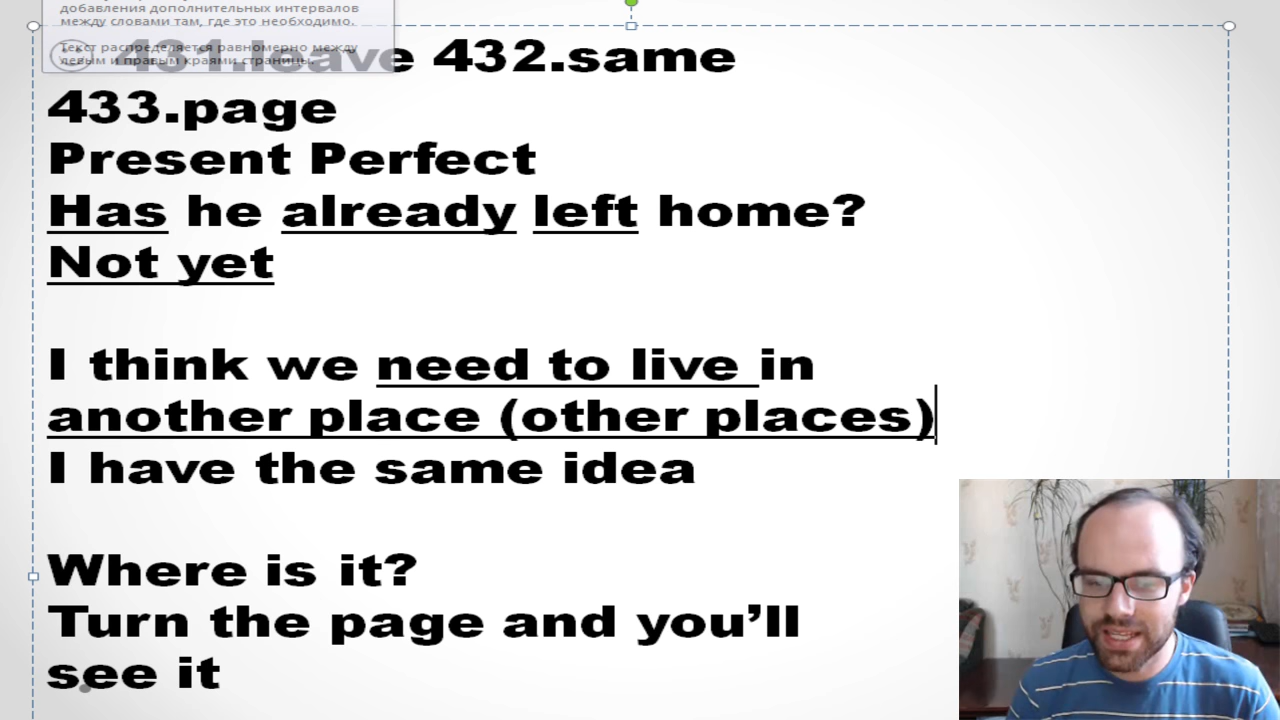 добавления дополнительных интервалов
между словами там, где это необходимо.
Текст распределяется равномерно между
левым и правым краями страницы.
431.leave 432.same
433.page
Present Perfect
Has he already left home?
Not yet
I think we need to live in
another place (other places)
I have the same idea
Where is it?
Turn the page and you’ll
see it